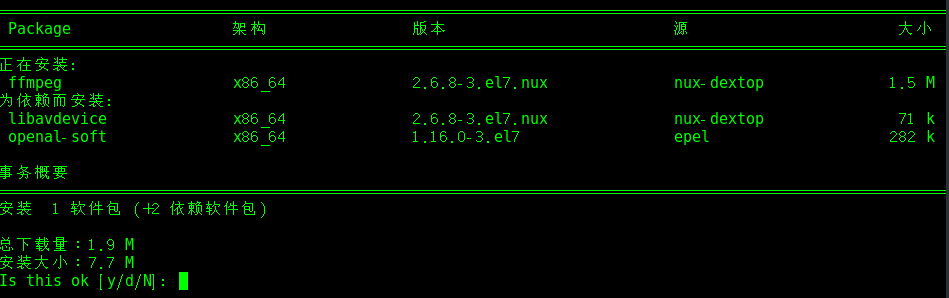 Package 架构 版本 源 大小
正在安装:
ffmpeg x86_64 2.6.8-3.el7.nux nux-dextop 1.5 M
为依赖而安装:
libavdevice x86_64 2.6.8-3.el7.nux nux-dextop 71 k
openal-soft x86_64 1.16.0-3.el7 epel 282 k
事务概要
安装 1 软件包 (+2 依赖软件包)
总下载量：1.9 M
安装大小：7.7 M
Is this ok [y/d/N]: